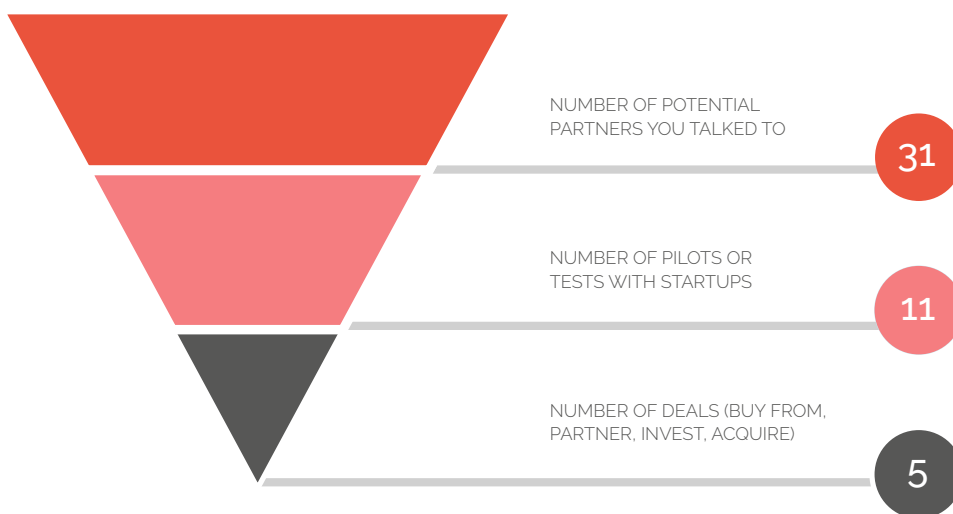 NUMBER OF POTENTIAL
PARTNERS YOU TALKED TO
31
NUMBER OF PILOTS OR
TESTS WITH STARTUPS
11
NUMBER OF DEALS (BUY FROM,
PARTNER, INVEST, ACQUIRE)
5